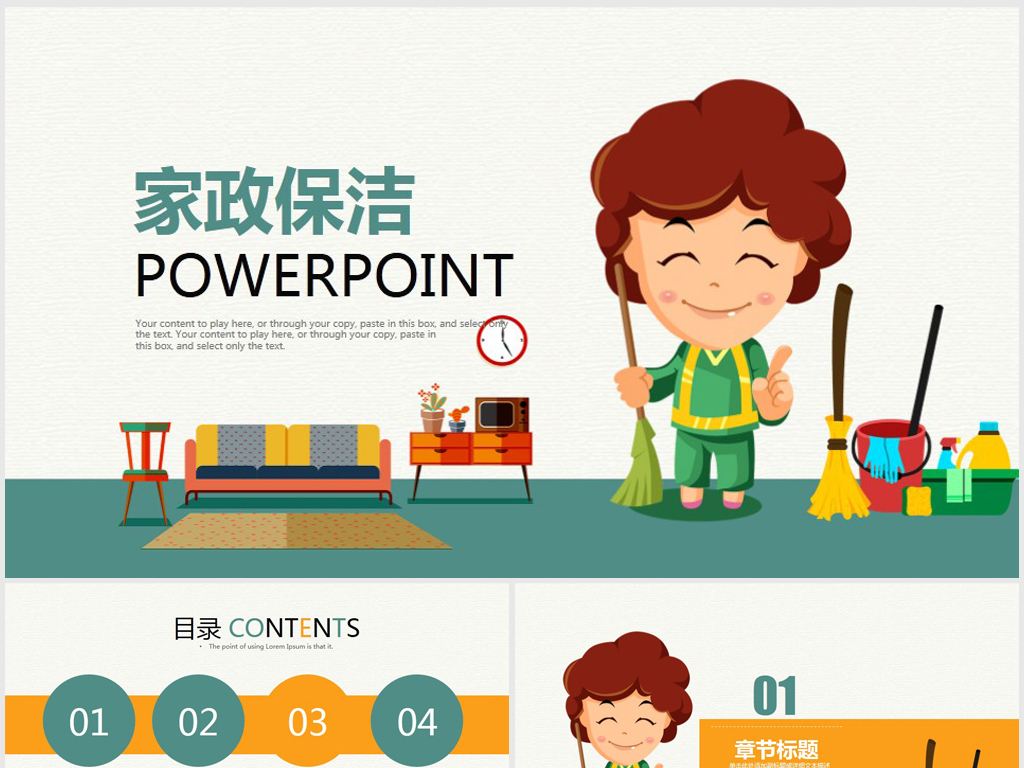 家政保洁
POWERPOINT
Your content to play here, or through your copy, paste in this box, and select only
the text. Your content to play here, or through your copy, paste in
this box, and select only the text.
目录 CONTENTS
• The point of using Lorem Ipsum is that it.
01
02
03
04
01
章节标题